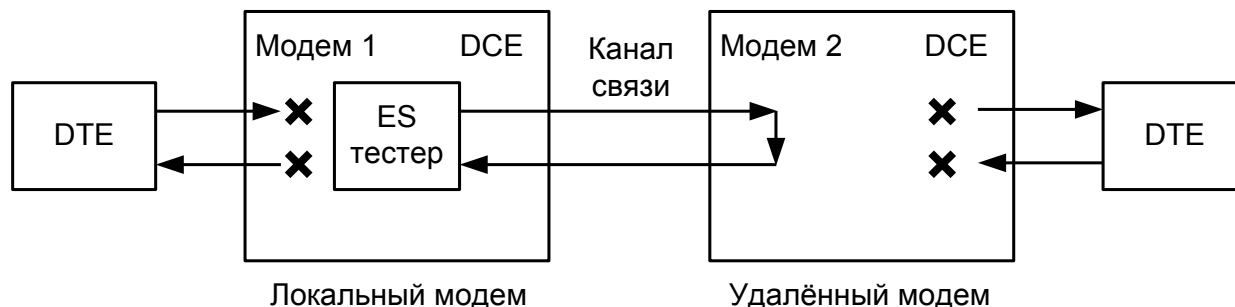 Модем 1 DCE
Канал
связи
Модем 2 DCE
DTE
ES
тестер
DTE
Локальный модем
Удалённый модем